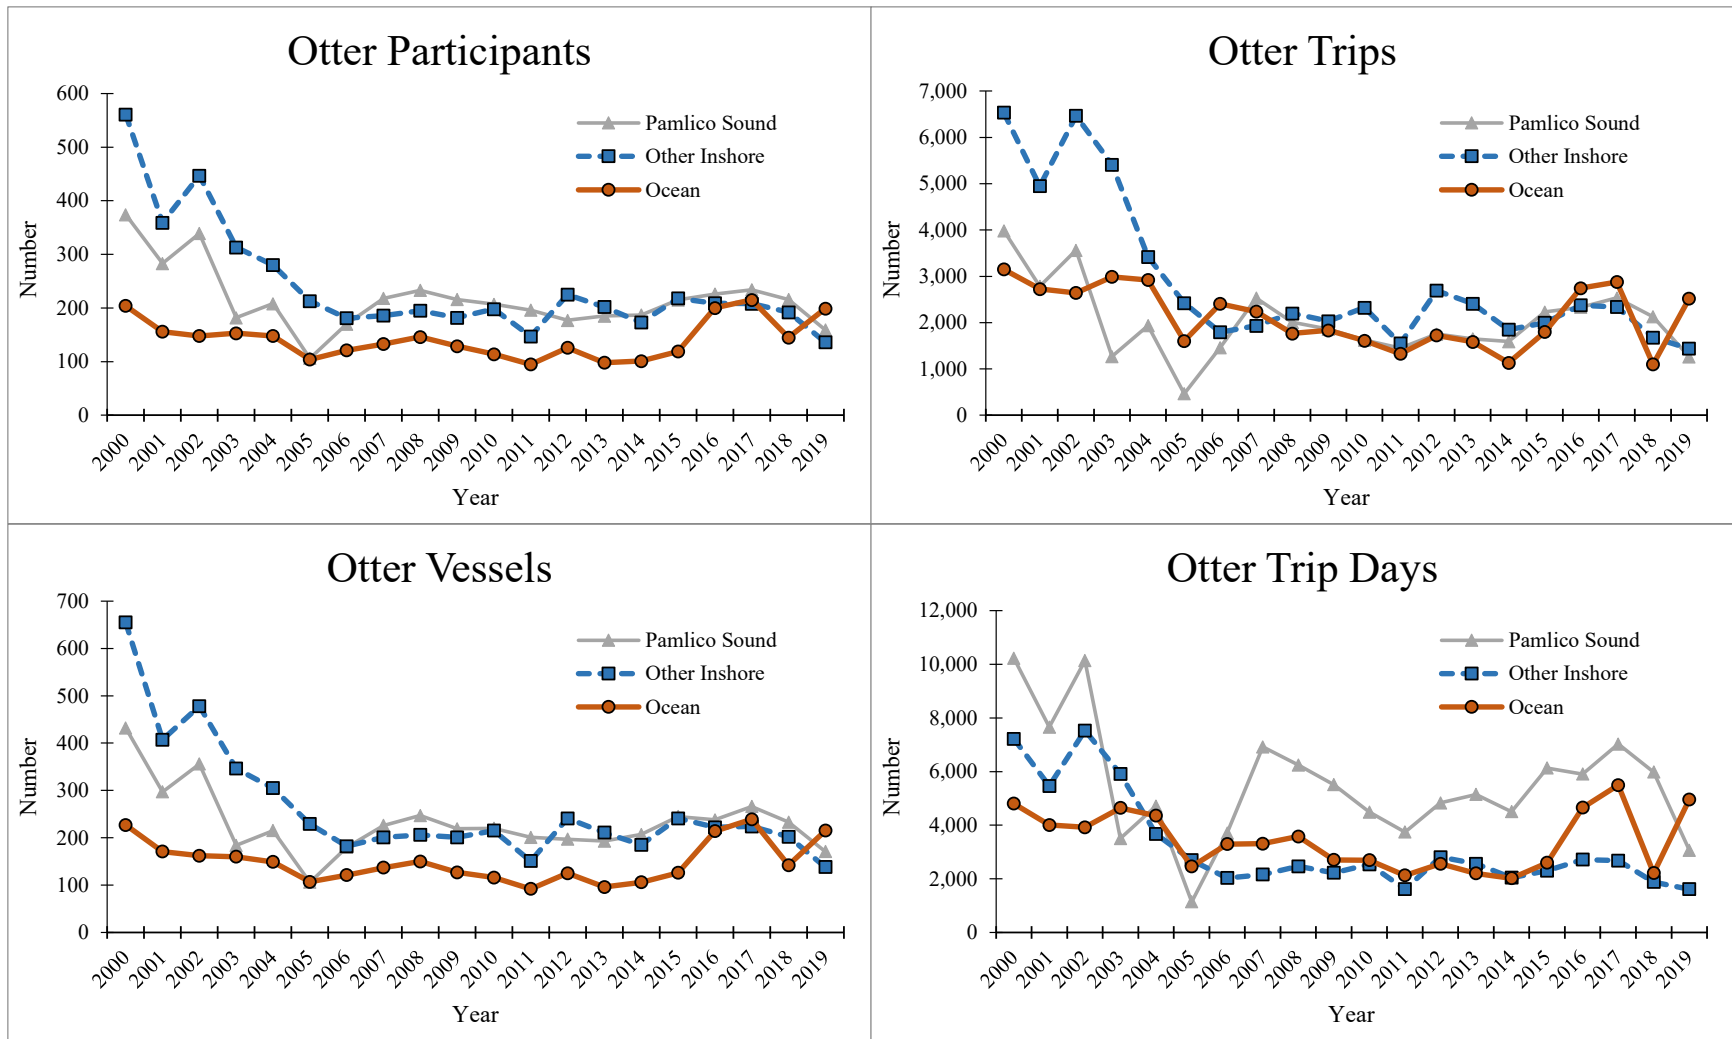 Otter Participants
600
500
400
300
200
100
0
Number
Pamlico Sound
Other Inshore
Ocean
2000 2001 2002 2003 2004 2005 2006 2007 2008 2009 2010 2011 2012 2013 2014 2015 2016 2017 2018 2019
Year
Otter Trips
7,000
6,000
5,000
4,000
3,000
2,000
1,000
0
Number
Pamlico Sound
Other Inshore
Ocean
2000 2001 2002 2003 2004 2005 2006 2007 2008 2009 2010 2011 2012 2013 2014 2015 2016 2017 2018 2019
Year
Otter Vessels
700
600
500
400
300
200
100
0
Number
Pamlico Sound
Other Inshore
Ocean
2000 2001 2002 2003 2004 2005 2006 2007 2008 2009 2010 2011 2012 2013 2014 2015 2016 2017 2018 2019
Year
Otter Trip Days
12,000
10,000
8,000
6,000
4,000
2,000
0
Number
Pamlico Sound
Other Inshore
Ocean
2000 2001 2002 2003 2004 2005 2006 2007 2008 2009 2010 2011 2012 2013 2014 2015 2016 2017 2018 2019
Year